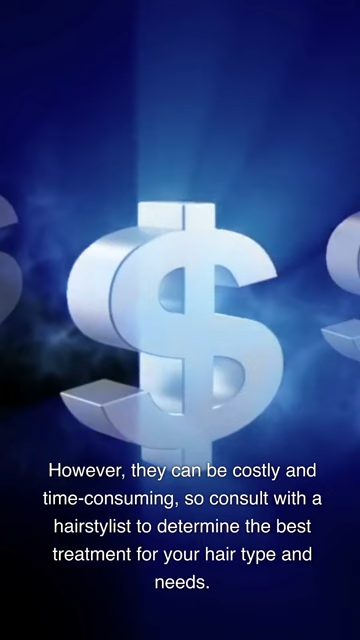 However, they can be costly and
time-consuming, so consult with a
hairstylist to determine the best
treatment for your hair type and
needs.